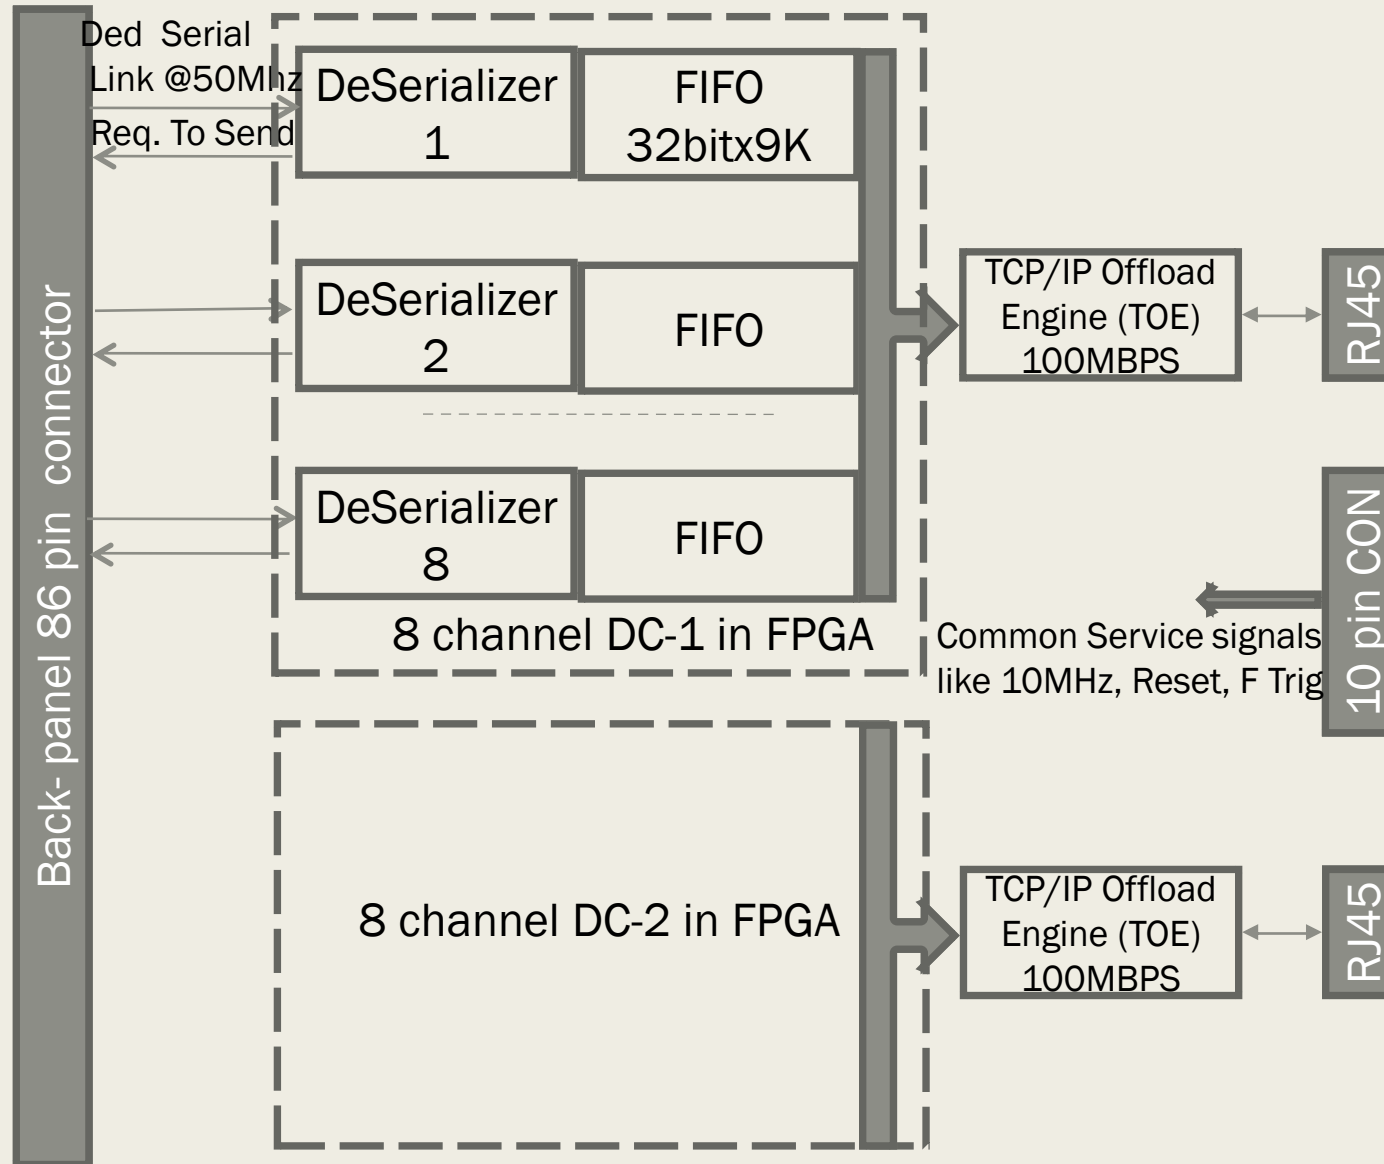 Ded Serial
Link @50Mhz
Req. To Send
DeSerializer
1
FIFO
32bitx9K
DeSerializer
2
FIFO
DeSerializer
8
FIFO
8 channel DC-1 in FPGA
Back- panel 86 pin connector
TCP/IP Offload
Engine (TOE)
100MBPS
RJ45
10 pin CON
Common Service signals
like 10MHz, Reset, F Trig
8 channel DC-2 in FPGA
TCP/IP Offload
Engine (TOE)
100MBPS
RJ45